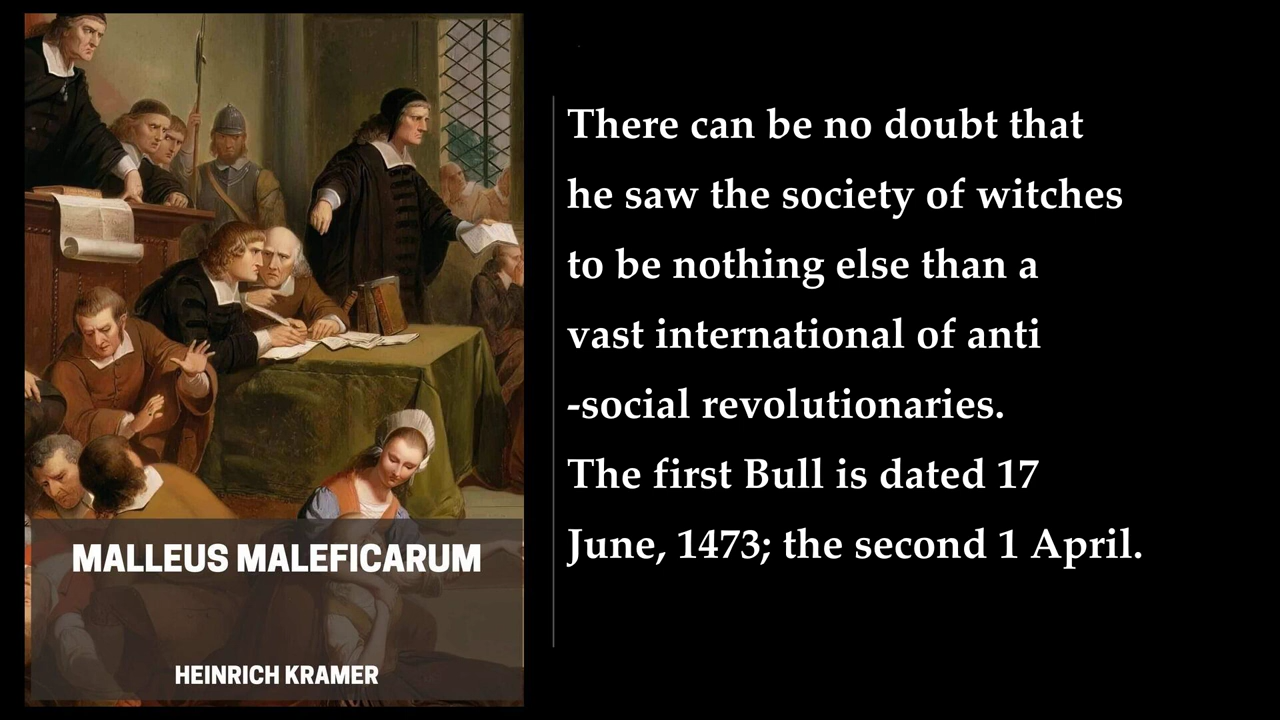 There can be no doubt that
he saw the society of witches
to be nothing else than a
vast international of anti
-social revolutionaries.
The first Bull is dated 17
June, 1473; the second 1 April.
MALLEUS MALEFICARUM
HEINRICH KRAMER